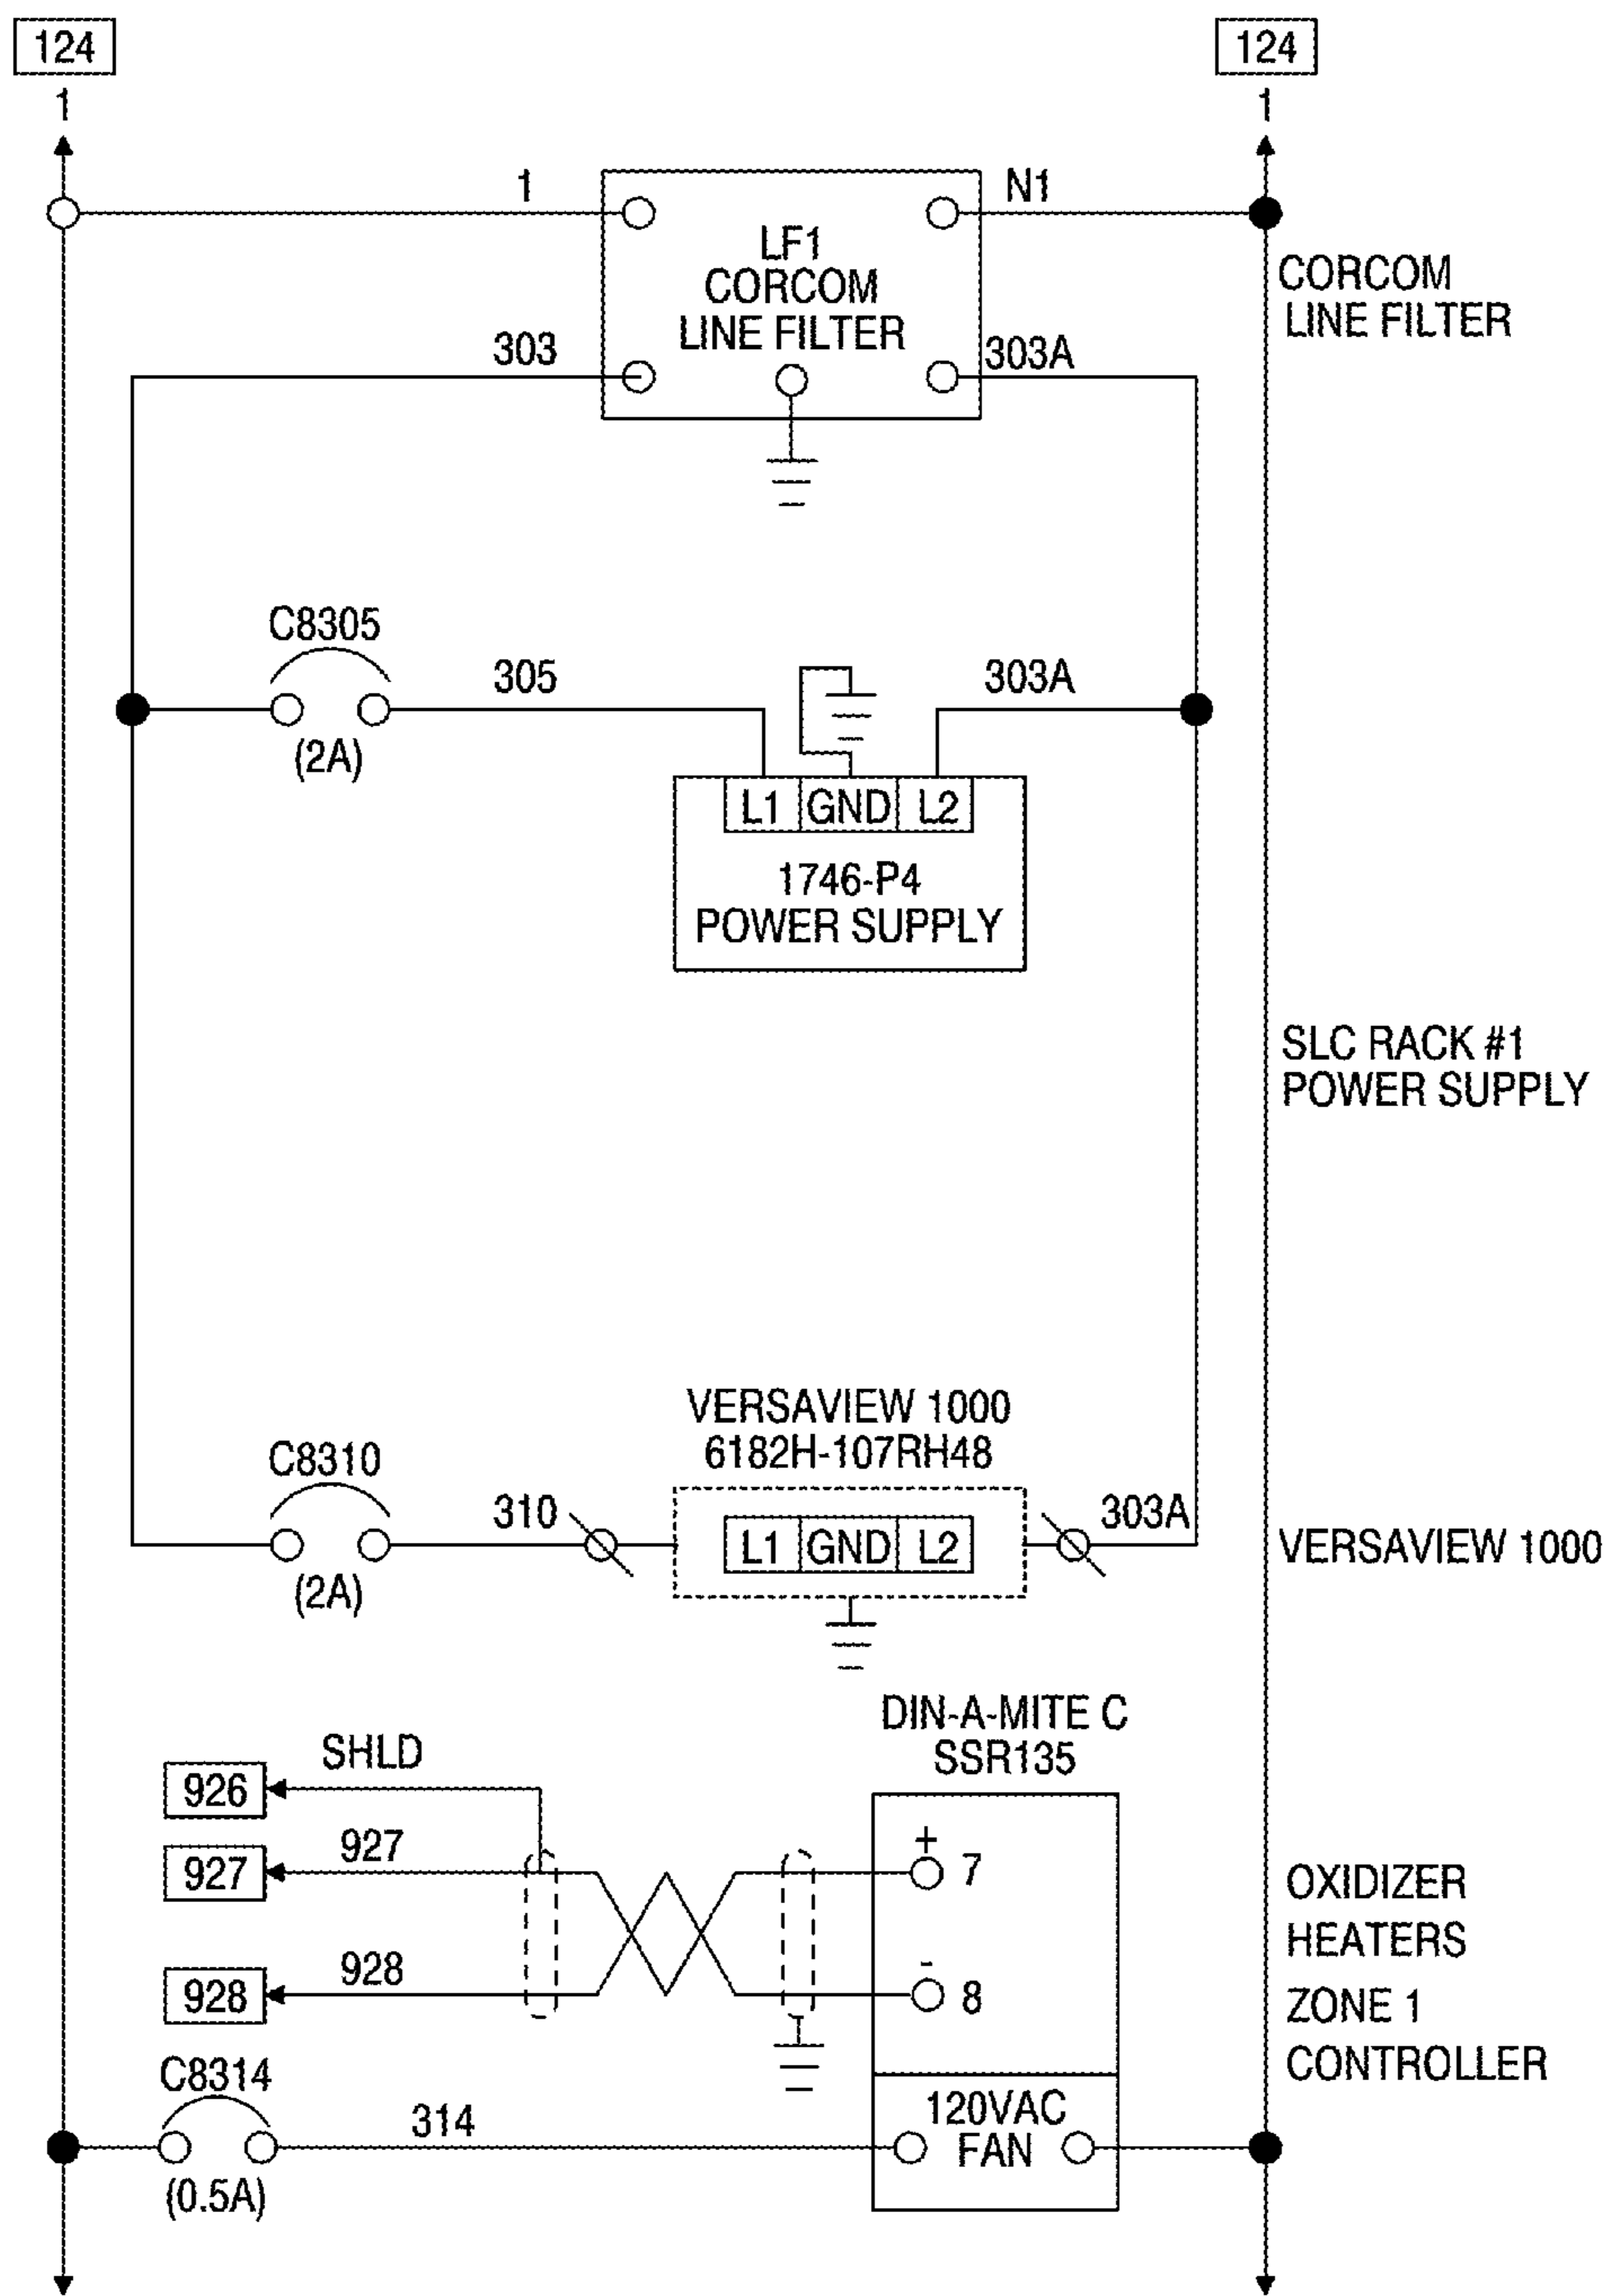 124
124
1
1
1
N1
LF1
CORCOM
LINE FILTER
CORCOM
LINE FILTER
303
303A
C8305
305
303A
(2A)
L1 GND L2
1746-P4
POWER SUPPLY
SLC RACK #1
POWER SUPPLY
VERSAVIEW 1000
6182H-107RH48
C8310
310
303A
L1 GND L2
VERSAVIEW 1000
(2A)
DIN-A-MITE C
SSR135
SHLD
926
927
927
+
7
928
928
-
8
OXIDIZER
HEATERS
ZONE 1
CONTROLLER
C8314
314
120VAC
FAN
(0.5A)